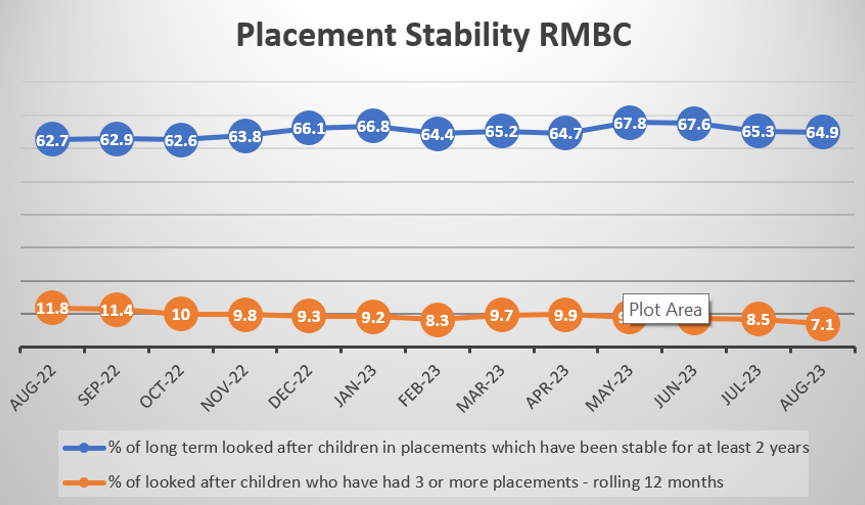 Placement Stability RMBC
62.7 62.9 62.6 63.8 66.1 66.8 64.4 65.2 64.7 67.8 67.6 65.3 64.9
11.8 11.4 10 9.8 9.3 9.2 8.3 9.7 9.9 8.5 7.1
Plot Area
AUG-22 SEP-22 OCT-22 NOV-22 DEC-22 JAN-23 FEB-23 MAR-23 APR-23 MAY-23 JUN-23 JUL-23 AUG-23
% of long term looked after children in placements which have been stable for at least 2 years
% of looked after children who have had 3 or more placements - rolling 12 months